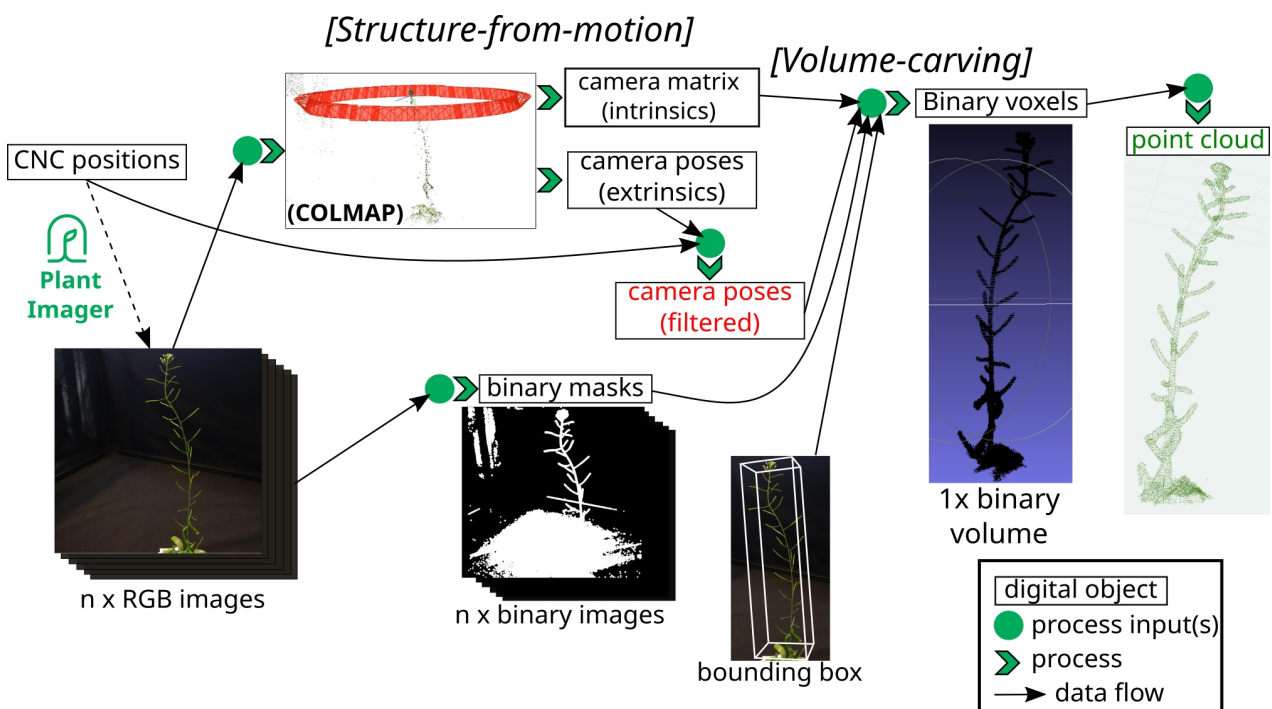 [Structure-from-motion]
[Volume-carving]
CNC positions
Plant
Imager
(COLMAP)
camera matrix
(intrinsics)
camera poses
(extrinsics)
camera poses
(filtered)
Binary voxels
point cloud
n x RGB images
binary masks
n x binary images
bounding box
1x binary
volume
digital object
process input(s)
process
data flow